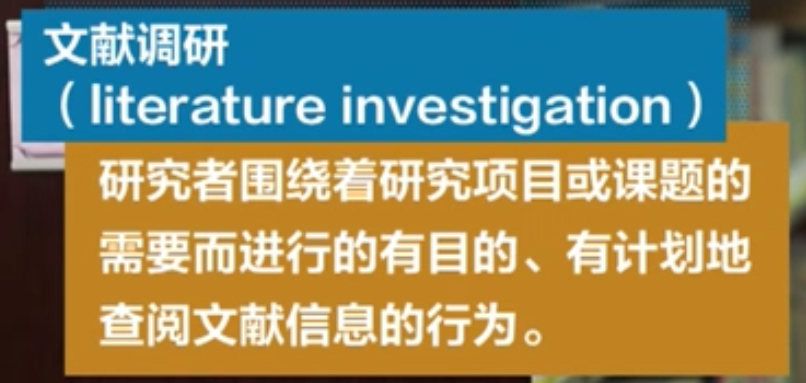 文献调研
（literature investigation）
研究者围绕着研究项目或课题的
需要而进行的有目的、有计划地
查阅文献信息的行为。